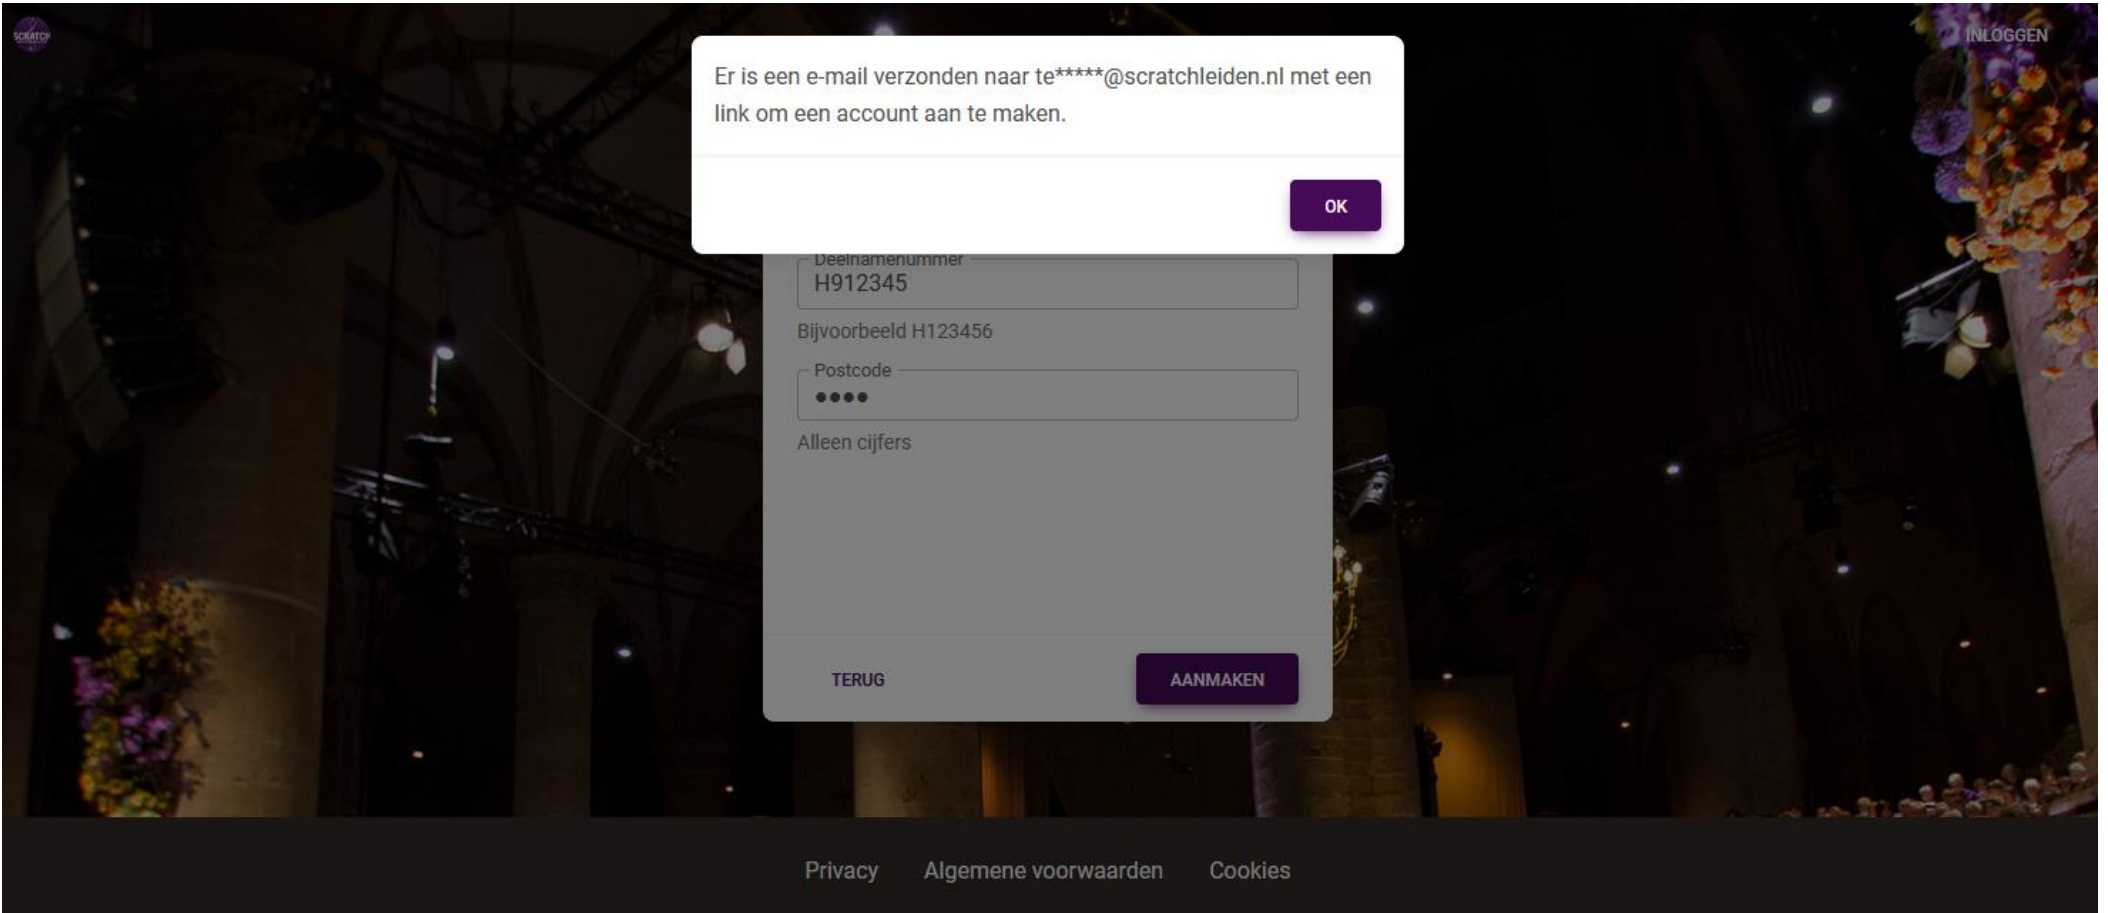 SCRATCH
INLOGGEN
Er is een e-mail verzonden naar te*****@scratchleiden.nl met een
link om een account aan te maken.
OK
Deelnamenummer
H912345
Bijvoorbeeld H123456
Postcode
●●●●
Alleen cijfers
TERUG
AANMAKEN
Privacy Algemene voorwaarden Cookies